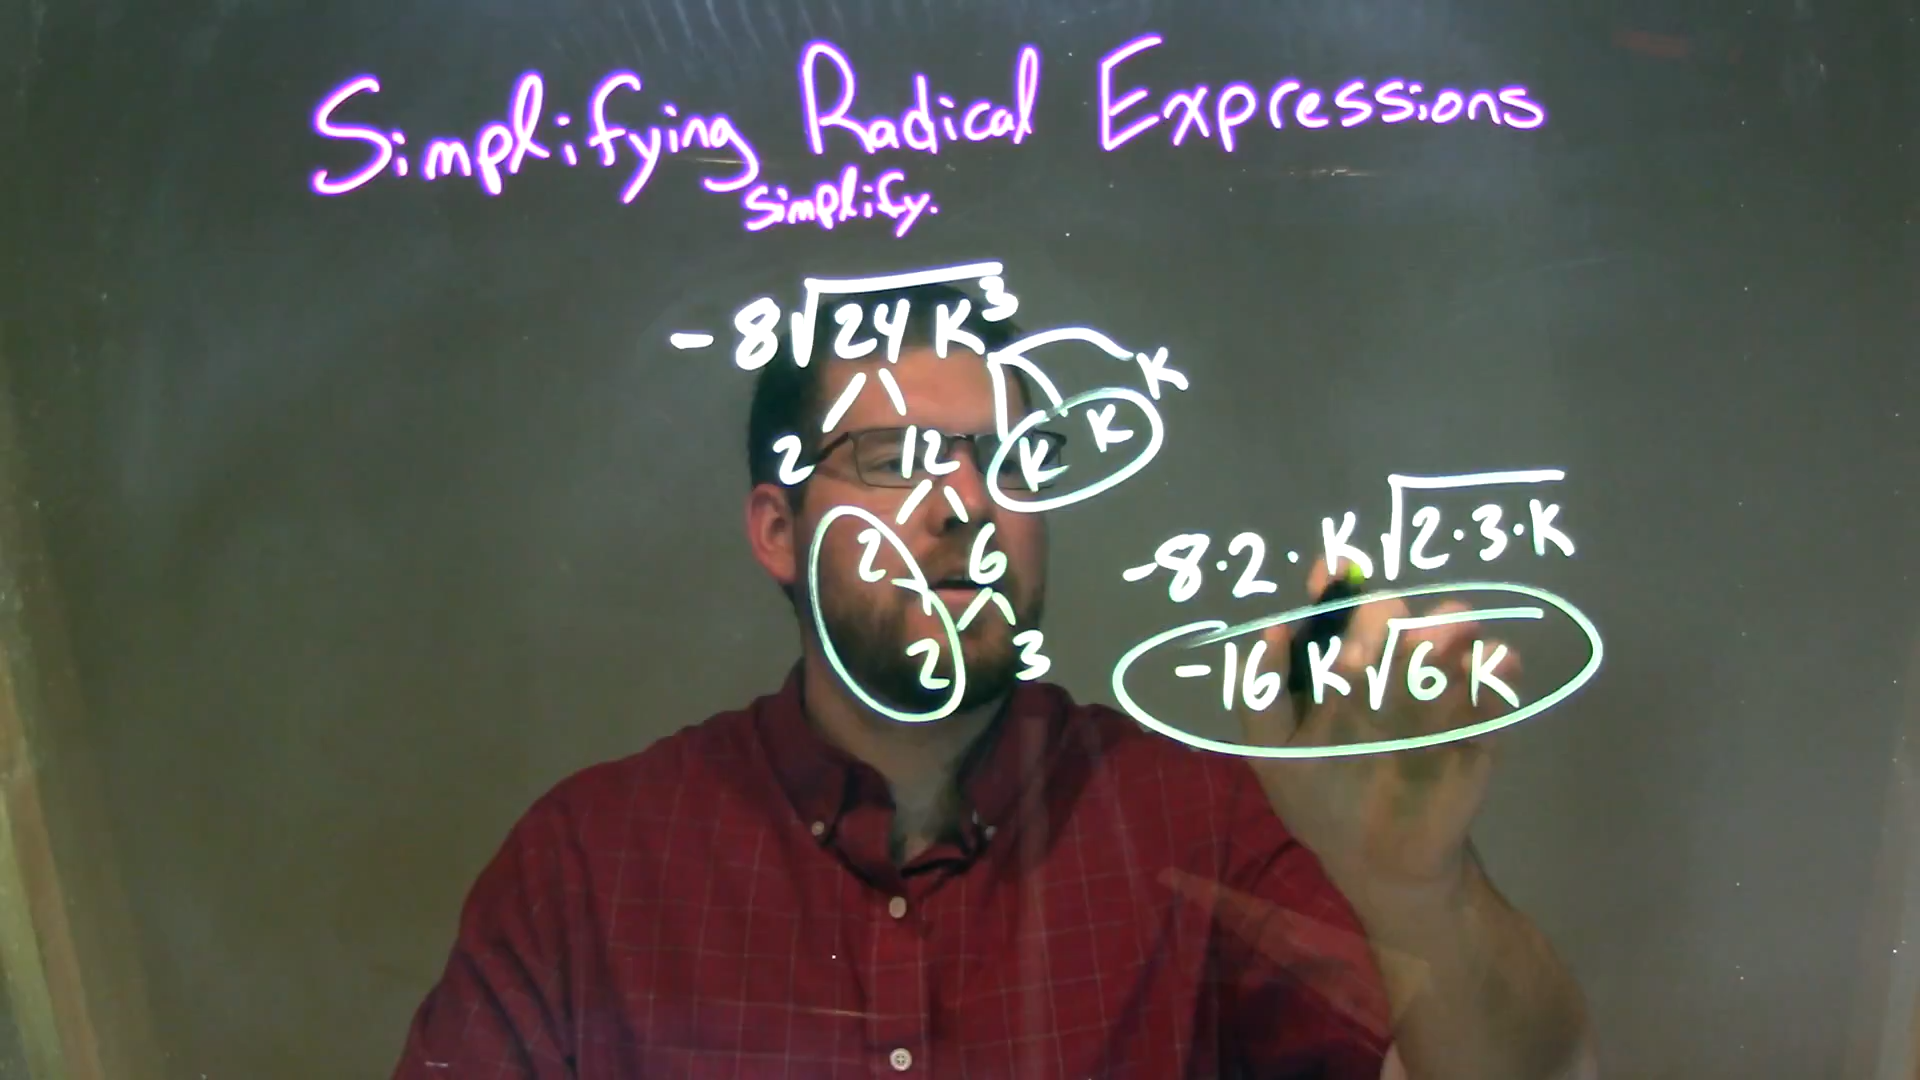 Simplifying Radical Expressions
simplify.
-8√24K³
K
2 12 K K
2 6
-8·2·K√2·3·K
2 3
-16K√6K